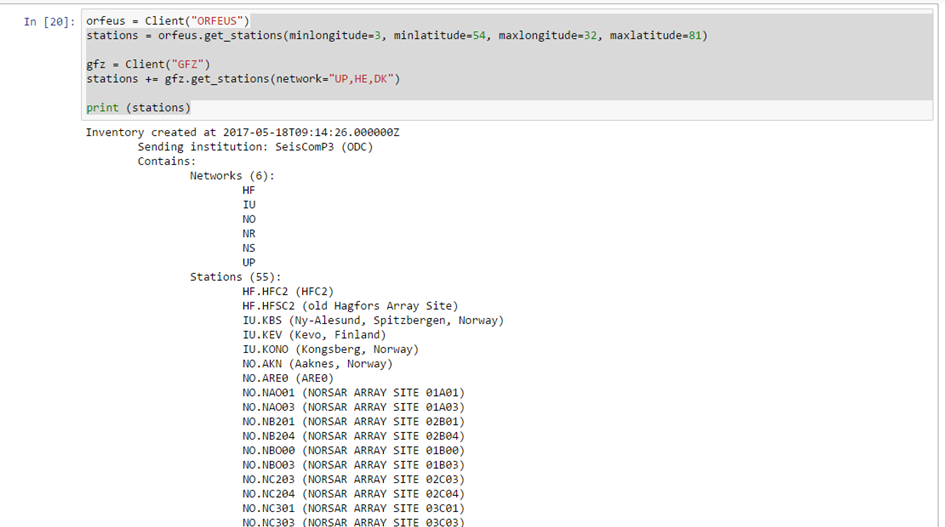 In [20]: orfeus = Client("ORFEUS")
stations = orfeus.get_stations(minlongitude=3, minlatitude=54, maxlongitude=32, maxlatitude=81)
gfz = Client("GFZ")
stations += gfz.get_stations(network="UP,HE,DK")
print (stations)
Inventory created at 2017-05-18T09:14:26.000000Z
Sending institution: SeisComP3 (ODC)
Contains:
Networks (6):
HF
IU
NO
NR
NS
UP
Stations (55):
HF.HFC2 (HFC2)
HF.HFSC2 (old Hagfors Array Site)
IU.KBS (Ny-Alesund, Spitzbergen, Norway)
IU.KEV (Kevo, Finland)
IU.KONO (Kongsberg, Norway)
NO.AKN (Aaknes, Norway)
NO.ARE0 (ARE0)
NO.NAO01 (NORSAR ARRAY SITE 01A01)
NO.NAO03 (NORSAR ARRAY SITE 01A03)
NO.NB201 (NORSAR ARRAY SITE 02B01)
NO.NB204 (NORSAR ARRAY SITE 02B04)
NO.NBO00 (NORSAR ARRAY SITE 01B00)
NO.NBO03 (NORSAR ARRAY SITE 01B03)
NO.NC203 (NORSAR ARRAY SITE 02C03)
NO.NC204 (NORSAR ARRAY SITE 02C04)
NO.NC301 (NORSAR ARRAY SITE 03C01)
NO.NC303 (NORSAR ARRAY SITE 03C03)